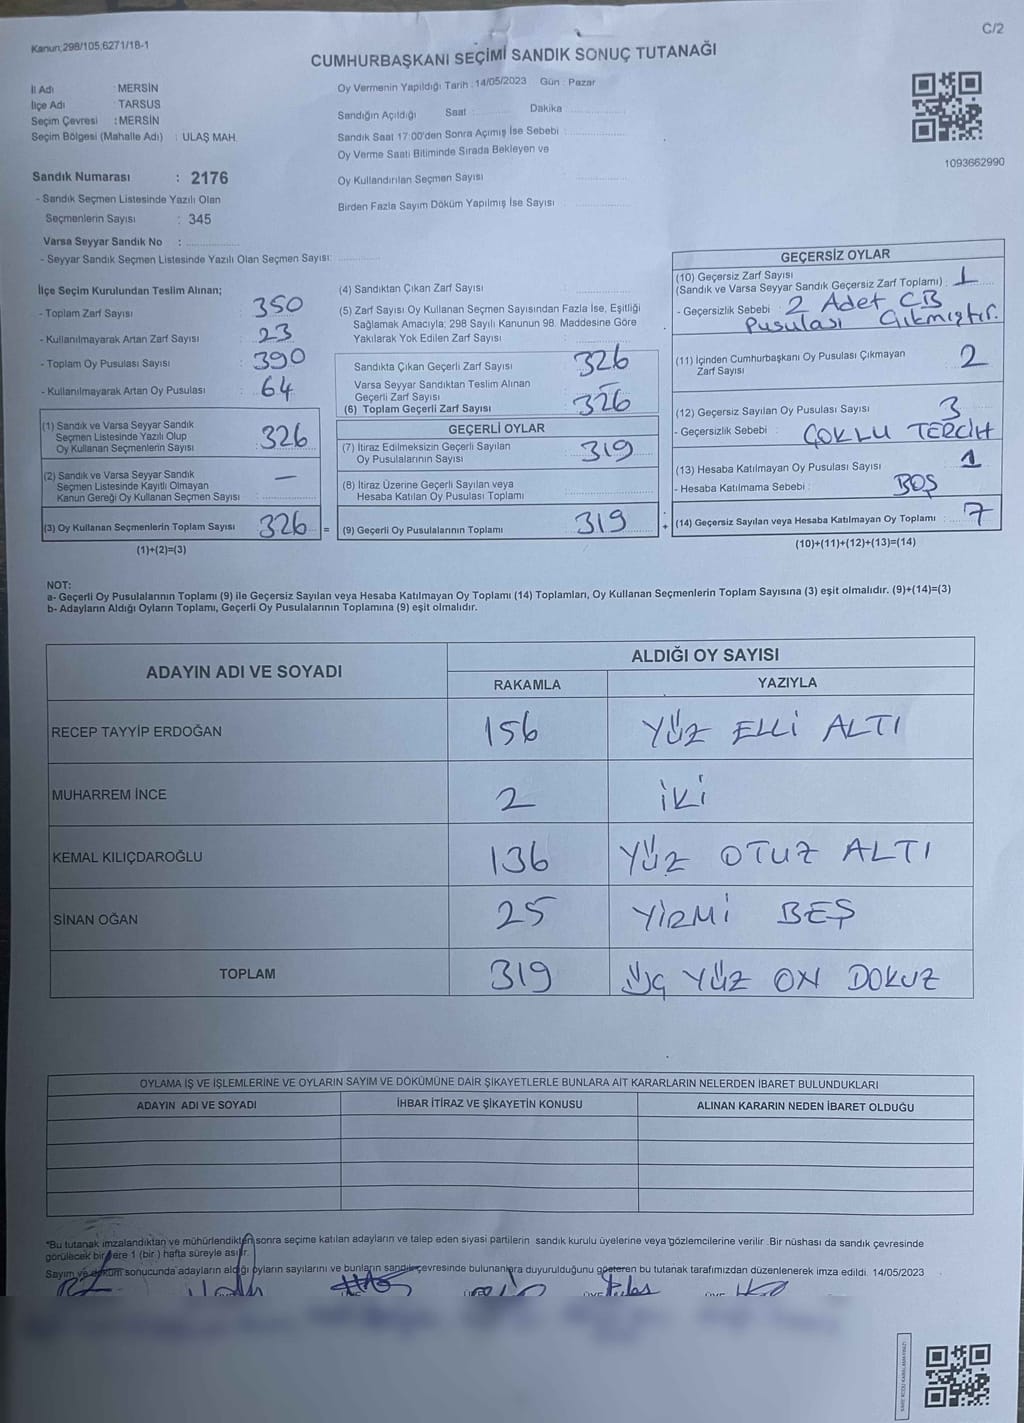 Kanun;298/105;6271/18-1
C/2
CUMHURBAŞKANI SEÇİMİ SANDIK SONUÇ TUTANAĞI
İl Adı : MERSİN
İlçe Adı : TARSUS
Seçim Çevresi : MERSİN
Seçim Bölgesi (Mahalle Adı) : ULAŞ MAH.
Oy Vermenin Yapıldığı Tarih : 14/05/2023 Gün : Pazar
Sandığın Açıldığı Saat : Dakika
Sandık Saat 17:00'den Sonra Açımış İse Sebebi :
Oy Verme Saati Bitiminde Sırada Bekleyen ve
Oy Kullandırılan Seçmen Sayısı
Birden Fazla Sayım Döküm Yapılmış İse Sayısı
1093662990
Sandık Numarası : 2176
- Sandık Seçmen Listesinde Yazılı Olan
Seçmenlerin Sayısı : 345
Varsa Seyyar Sandık No :
- Seyyar Sandık Seçmen Listesinde Yazılı Olan Seçmen Sayısı:
İlçe Seçim Kurulundan Teslim Alınan;
- Toplam Zarf Sayısı : 350
- Kullanılmayarak Artan Zarf Sayısı : 23
- Toplam Oy Pusulası Sayısı : 390
- Kullanılmayarak Artan Oy Pusulası : 64
(1) Sandık ve Varsa Seyyar Sandık
Seçmen Listesinde Yazılı Olup
Oy Kullanan Seçmenlerin Sayısı : 326
(2) Sandık ve Varsa Seyyar Sandık
Seçmen Listesinde Kayıtlı Olmayan
Kanun Gereği Oy Kullanan Seçmen Sayısı : —
(3) Oy Kullanan Seçmenlerin Toplam Sayısı : 326 =
(1)+(2)=(3)
(4) Sandıktan Çıkan Zarf Sayısı
(5) Zarf Sayısı Oy Kullanan Seçmen Sayısından Fazla İse, Eşitliği
Sağlamak Amacıyla; 298 Sayılı Kanunun 98. Maddesine Göre
Yakılarak Yok Edilen Zarf Sayısı
Sandıkta Çıkan Geçerli Zarf Sayısı : 326
Varsa Seyyar Sandıktan Teslim Alınan
Geçerli Zarf Sayısı : —
(6) Toplam Geçerli Zarf Sayısı : 326
GEÇERLİ OYLAR
(7) İtiraz Edilmeksizin Geçerli Sayılan
Oy Pusulalarının Sayısı : 319
(8) İtiraz Üzerine Geçerli Sayılan veya
Hesaba Katılan Oy Pusulası Toplamı
(9) Geçerli Oy Pusulalarının Toplamı : 319 +
GEÇERSİZ OYLAR
(10) Geçersiz Zarf Sayısı
(Sandık ve Varsa Seyyar Sandık Geçersiz Zarf Toplamı) : 1
- Geçersizlik Sebebi : 2 Adet CB
Pusulası Çıkmıştır.
(11) İçinden Cumhurbaşkanı Oy Pusulası Çıkmayan
Zarf Sayısı 2
(12) Geçersiz Sayılan Oy Pusulası Sayısı 3
- Geçersizlik Sebebi : ÇOKLU TERCİH
(13) Hesaba Katılmayan Oy Pusulası Sayısı : 1
- Hesaba Katılmama Sebebi : BOŞ
(14) Geçersiz Sayılan veya Hesaba Katılmayan Oy Toplamı : 7
(10)+(11)+(12)+(13)=(14)
NOT:
a- Geçerli Oy Pusulalarının Toplamı (9) ile Geçersiz Sayılan veya Hesaba Katılmayan Oy Toplamı (14) Toplamları, Oy Kullanan Seçmenlerin Toplam Sayısına (3) eşit olmalıdır. (9)+(14)=(3)
b- Adayların Aldığı Oyların Toplamı, Geçerli Oy Pusulalarının Toplamına (9) eşit olmalıdır.
ADAYIN ADI VE SOYADI ALDIĞI OY SAYISI
RAKAMLA YAZIYLA
RECEP TAYYİP ERDOĞAN 156 YÜZ ELLİ ALTI
MUHARREM İNCE 2 İKİ
KEMAL KILIÇDAROĞLU 136 YÜZ OTUZ ALTI
SİNAN OĞAN 25 YİRMİ BEŞ
TOPLAM 319 ÜÇ YÜZ ON DOKUZ
OYLAMA İŞ VE İŞLEMLERİNE VE OYLARIN SAYIM VE DÖKÜMÜNE DAİR ŞİKAYETLERLE BUNLARA AİT KARARLARIN NELERDEN İBARET BULUNDUKLARI
ADAYIN ADI VE SOYADI İHBAR İTİRAZ VE ŞİKAYETİN KONUSU ALINAN KARARIN NEDEN İBARET OLDUĞU
*Bu tutanak imzalandıktan ve mühürlendikten sonra seçime katılan adayların ve talep eden siyasi partilerin sandık kurulu üyelerine veya gözlemcilerine verilir. Bir nüshası da sandık çevresinde
görülecek bir yere 1 (bir) hafta süreyle asılır.
Sayım ve döküm sonucunda adayların aldığı oyların sayılarını ve bunların sandık çevresinde bulunanlara duyurulduğunu gösteren bu tutanak tarafımızdan düzenlenerek imza edildi. 14/05/2023